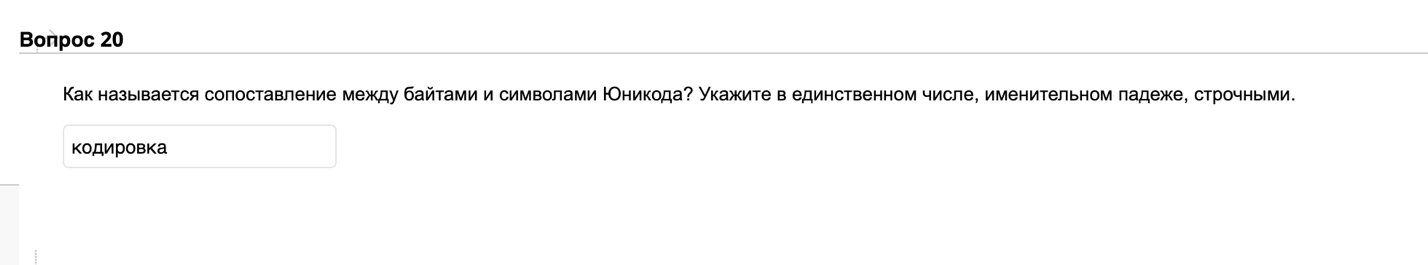 Вопрос 20
Как называется сопоставление между байтами и символами Юникода? Укажите в единственном числе, именительном падеже, строчными.
кодировка